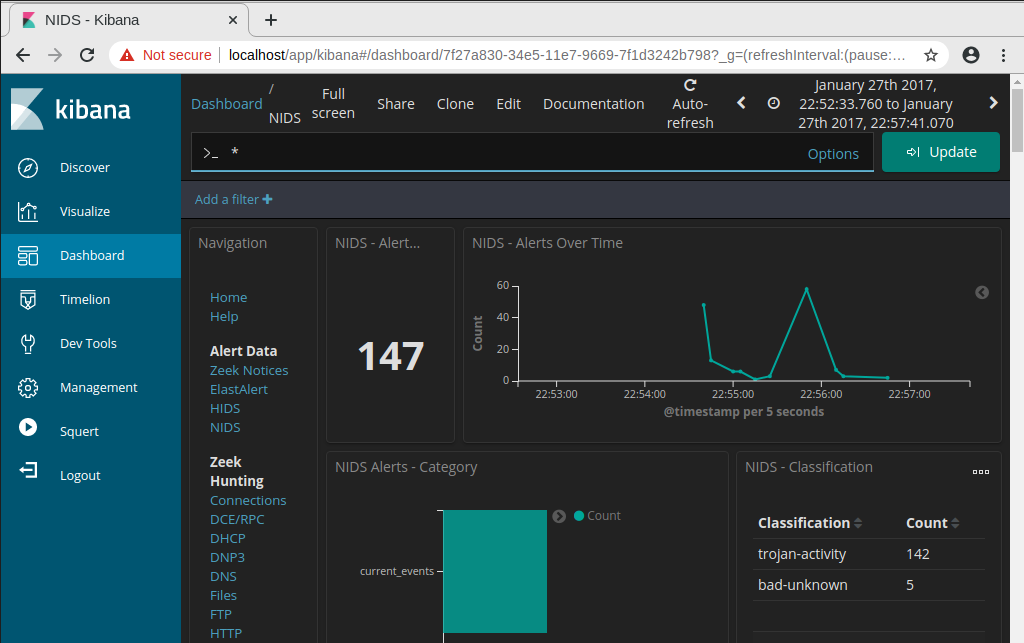 NIDS - Kibana
Not secure
localhost/app/kibana#/dashboard/7f27a830-34e5-11e7-9669-7f1d3242b798?_g=(refreshInterval:(pause:...
kibana
Discover
Visualize
Dashboard
Timelion
Dev Tools
Management
Squert
Logout
Dashboard / NIDS
Full screen
Share
Clone
Edit
Documentation
Auto-refresh
January 27th 2017,
22:52:33.760 to January
27th 2017, 22:57:41.070
>_ *
Options
Update
Add a filter +
Navigation
Home
Help
Alert Data
Zeek Notices
ElastAlert
HIDS
NIDS
Zeek
Hunting
Connections
DCE/RPC
DHCP
DNP3
DNS
Files
FTP
HTTP
NIDS - Alert...
147
NIDS - Alerts Over Time
60
40
20
0
Count
22:53:00 22:54:00 22:55:00 22:56:00 22:57:00
@timestamp per 5 seconds
NIDS Alerts - Category
current_events
Count
NIDS - Classification
Classification Count
trojan-activity 142
bad-unknown 5